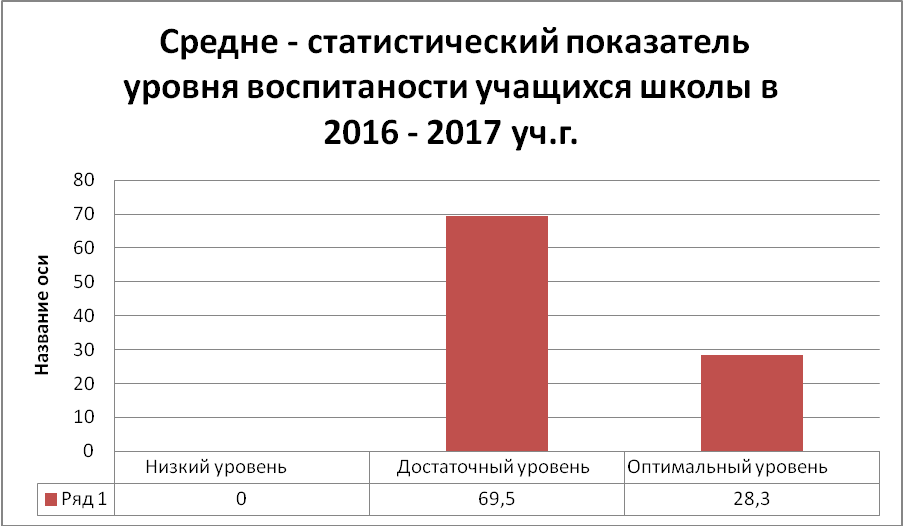 Средне - статистический показатель
уровня воспитаности учащихся школы в
2016 - 2017 уч.г.
Название оси
80
70
60
50
40
30
20
10
0
Низкий уровень Достаточный уровень Оптимальный уровень
Ряд 1 0 69,5 28,3